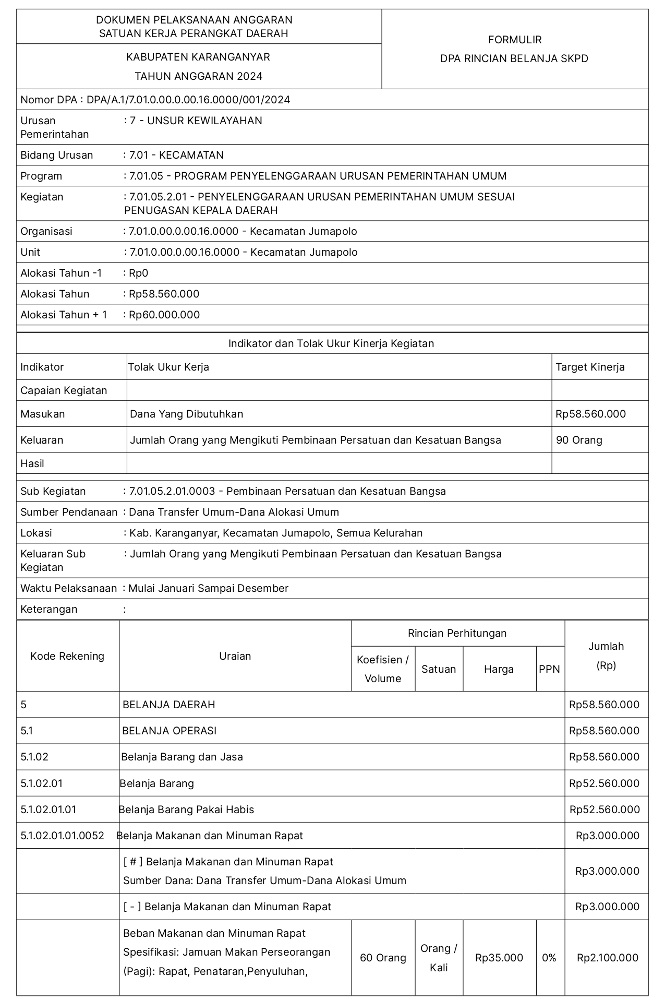 DOKUMEN PELAKSANAAN ANGGARAN
SATUAN KERJA PERANGKAT DAERAH
KABUPATEN KARANGANYAR
TAHUN ANGGARAN 2024
FORMULIR
DPA RINCIAN BELANJA SKPD
Nomor DPA : DPA/A.1/7.01.0.00.0.00.16.0000/001/2024
Urusan Pemerintahan : 7 - UNSUR KEWILAYAHAN
Bidang Urusan : 7.01 - KECAMATAN
Program : 7.01.05 - PROGRAM PENYELENGGARAAN URUSAN PEMERINTAHAN UMUM
Kegiatan : 7.01.05.2.01 - PENYELENGGARAAN URUSAN PEMERINTAHAN UMUM SESUAI
PENUGASAN KEPALA DAERAH
Organisasi : 7.01.0.00.0.00.16.0000 - Kecamatan Jumapolo
Unit : 7.01.0.00.0.00.16.0000 - Kecamatan Jumapolo
Alokasi Tahun -1 : Rp0
Alokasi Tahun : Rp58.560.000
Alokasi Tahun + 1 : Rp60.000.000
Indikator dan Tolak Ukur Kinerja Kegiatan
Indikator Tolak Ukur Kerja Target Kinerja
Capaian Kegiatan
Masukan Dana Yang Dibutuhkan Rp58.560.000
Keluaran Jumlah Orang yang Mengikuti Pembinaan Persatuan dan Kesatuan Bangsa 90 Orang
Hasil
Sub Kegiatan : 7.01.05.2.01.0003 - Pembinaan Persatuan dan Kesatuan Bangsa
Sumber Pendanaan : Dana Transfer Umum-Dana Alokasi Umum
Lokasi : Kab. Karanganyar, Kecamatan Jumapolo, Semua Kelurahan
Keluaran Sub Kegiatan : Jumlah Orang yang Mengikuti Pembinaan Persatuan dan Kesatuan Bangsa
Waktu Pelaksanaan : Mulai Januari Sampai Desember
Keterangan :
Kode Rekening
Uraian
Rincian Perhitungan
Koefisien /
Volume
Satuan
Harga
PPN
Jumlah
(Rp)
5 BELANJA DAERAH Rp58.560.000
5.1 BELANJA OPERASI Rp58.560.000
5.1.02 Belanja Barang dan Jasa Rp58.560.000
5.1.02.01 Belanja Barang Rp52.560.000
5.1.02.01.01 Belanja Barang Pakai Habis Rp52.560.000
5.1.02.01.01.0052 Belanja Makanan dan Minuman Rapat Rp3.000.000
[ # ] Belanja Makanan dan Minuman Rapat
Sumber Dana: Dana Transfer Umum-Dana Alokasi Umum
Rp3.000.000
[ - ] Belanja Makanan dan Minuman Rapat Rp3.000.000
Beban Makanan dan Minuman Rapat
Spesifikasi: Jamuan Makan Perseorangan
(Pagi): Rapat, Penataran,Penyuluhan,
60 Orang
Orang /
Kali
Rp35.000
0%
Rp2.100.000